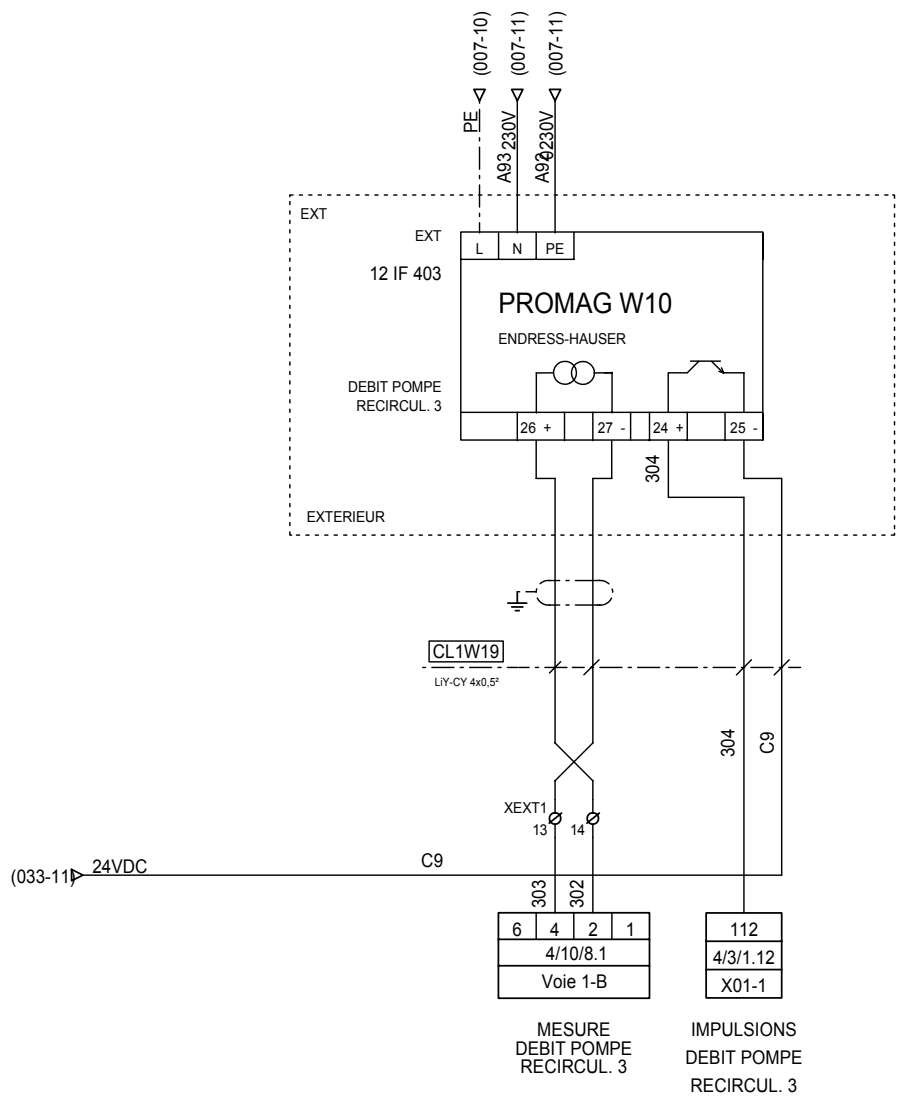 (007-10)
(007-11)
(007-11)
PE
A93 230V
A92 0230V
EXT
EXT
L N PE
12 IF 403
PROMAG W10
ENDRESS-HAUSER
DEBIT POMPE
RECIRCUL. 3
26 + 27 - 24 + 25 -
304
EXTERIEUR
CL1W19
LiY-CY 4x0,5²
304
C9
XEXT1
13 14
(033-11) 24VDC C9
303
302
6 4 2 1
4/10/8.1
Voie 1-B
112
4/3/1.12
X01-1
MESURE
DEBIT POMPE
RECIRCUL. 3
IMPULSIONS
DEBIT POMPE
RECIRCUL. 3